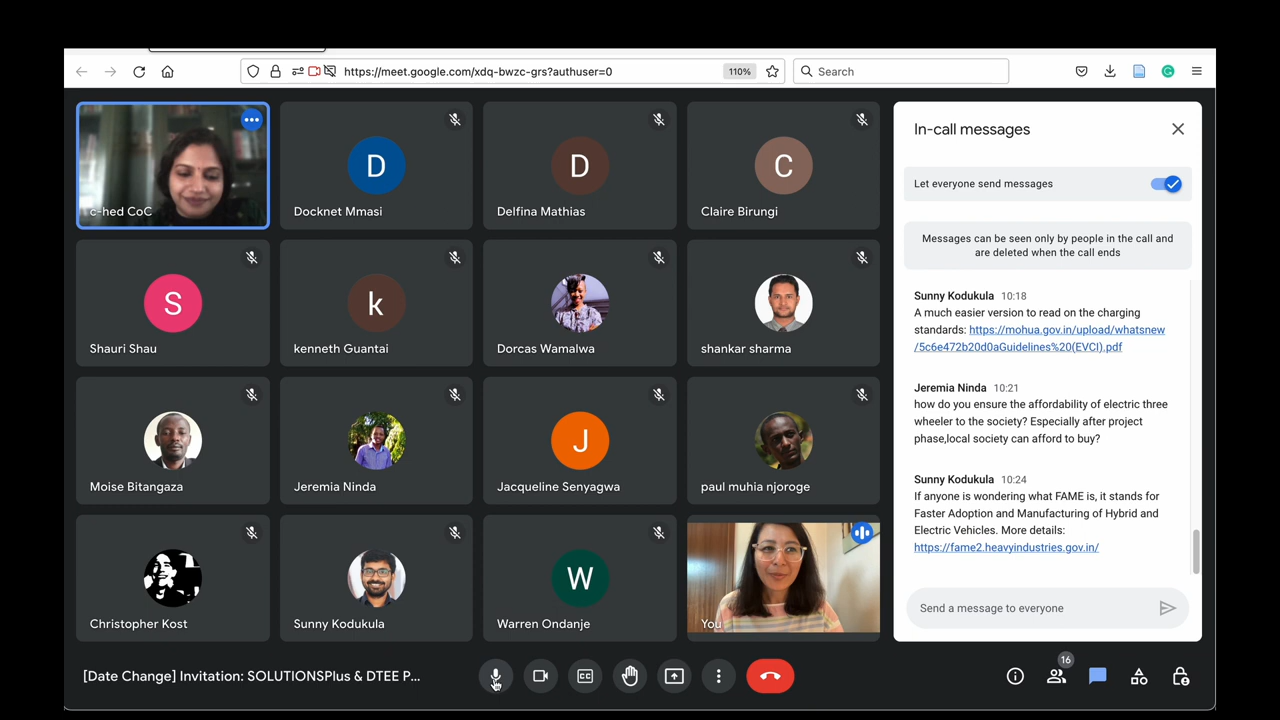 https://meet.google.com/xdq-bwzc-grs?authuser=0
110%
Search
c-hed CoC
D
Docknet Mmasi
D
Delfina Mathias
C
Claire Birungi
S
Shauri Shau
k
kenneth Guantai
Dorcas Wamalwa
shankar sharma
Moise Bitangaza
Jeremia Ninda
J
Jacqueline Senyagwa
paul muhia njoroge
Christopher Kost
Sunny Kodukula
W
Warren Ondanje
You
In-call messages
Let everyone send messages
Messages can be seen only by people in the call and
are deleted when the call ends
Sunny Kodukula 10:18
A much easier version to read on the charging
standards: https://mohua.gov.in/upload/whatsnew
/5c6e472b20d0aGuidelines%20(EVCI).pdf
Jeremia Ninda 10:21
how do you ensure the affordability of electric three
wheeler to the society? Especially after project
phase,local society can afford to buy?
Sunny Kodukula 10:24
If anyone is wondering what FAME is, it stands for
Faster Adoption and Manufacturing of Hybrid and
Electric Vehicles. More details:
https://fame2.heavyindustries.gov.in/
Send a message to everyone
[Date Change] Invitation: SOLUTIONSPlus & DTEE P...
CC
16